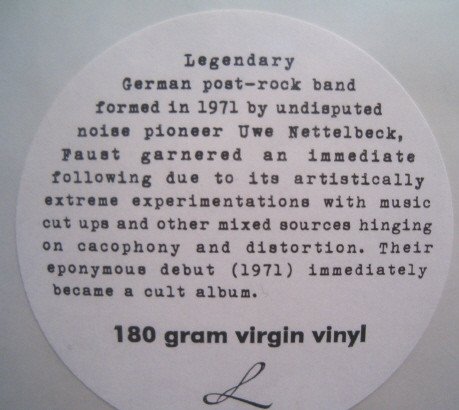 Legendary
German post-rock band
formed in 1971 by undisputed
noise pioneer Uwe Nettelbeck,
Faust garnered an immediate
following due to its artistically
extreme experimentations with music
cut ups and other mixed sources hinging
on cacophony and distortion. Their
eponymous debut (1971) immediately
became a cult album.
180 gram virgin vinyl
L